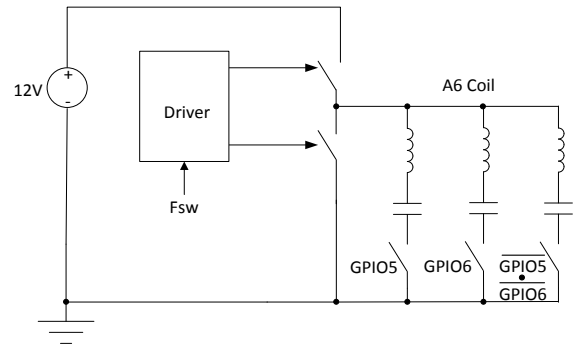 A6 Coil
12V
+
-
Driver
Fsw
GPIO5
GPIO6
GPIO5
GPIO6